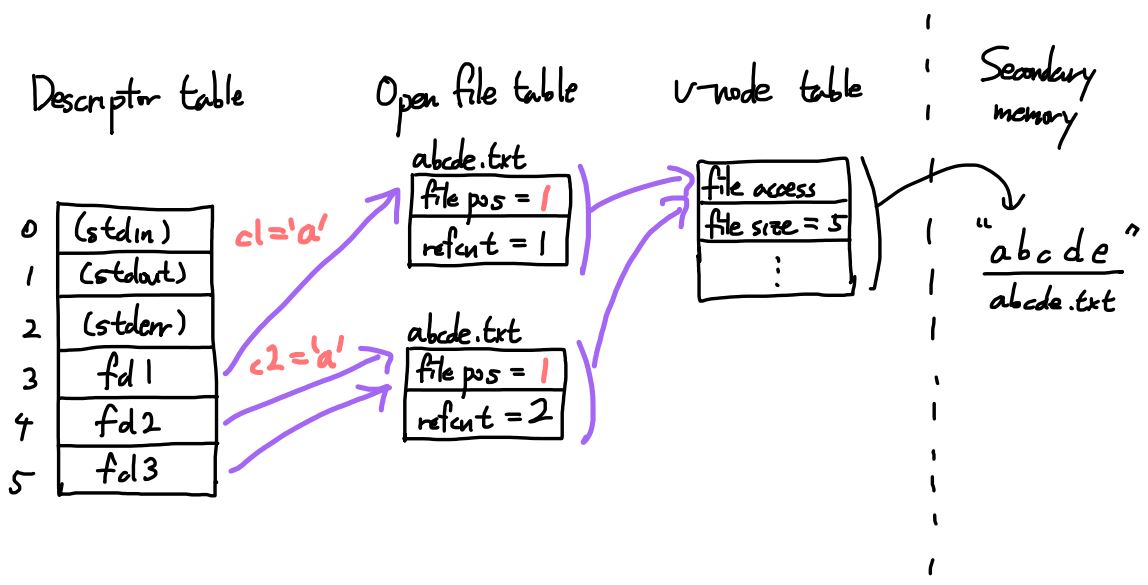 Descriptor table
0 (stdin)
1 (stdout)
2 (stderr)
3 fd1
4 fd2
5 fd3
c1='a'
c2='a'
Open file table
abcde.txt
file pos = 1
refcnt = 1
abcde.txt
file pos = 1
refcnt = 2
v-node table
file access
file size = 5
⋮
Secondary
memory
"abcde"
abcde.txt